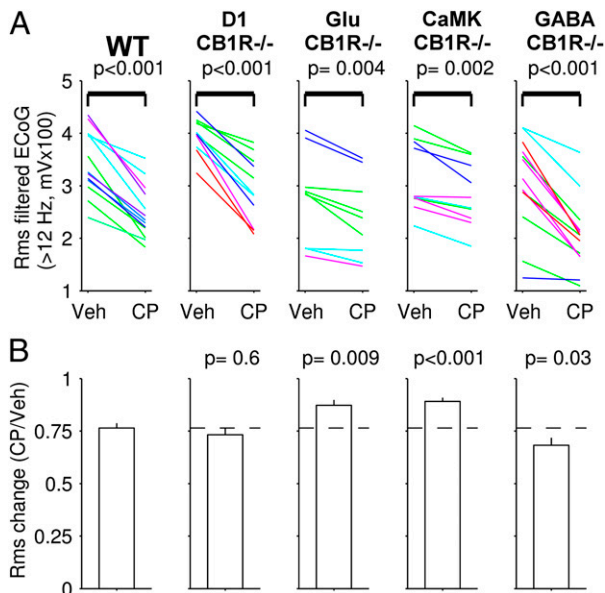 A
WT
D1
CB1R-/-
Glu
CB1R-/-
CaMK
CB1R-/-
GABA
CB1R-/-
p<0.001
p<0.001
p= 0.004
p= 0.002
p<0.001
Rms filtered ECoG
(>12 Hz, mVx100)
5
4
3
2
1
Veh CP
Veh CP
Veh CP
Veh CP
Veh CP
B
p= 0.6
p= 0.009
p<0.001
p= 0.03
Rms change (CP/Veh)
1
0.75
0.5
0.25
0